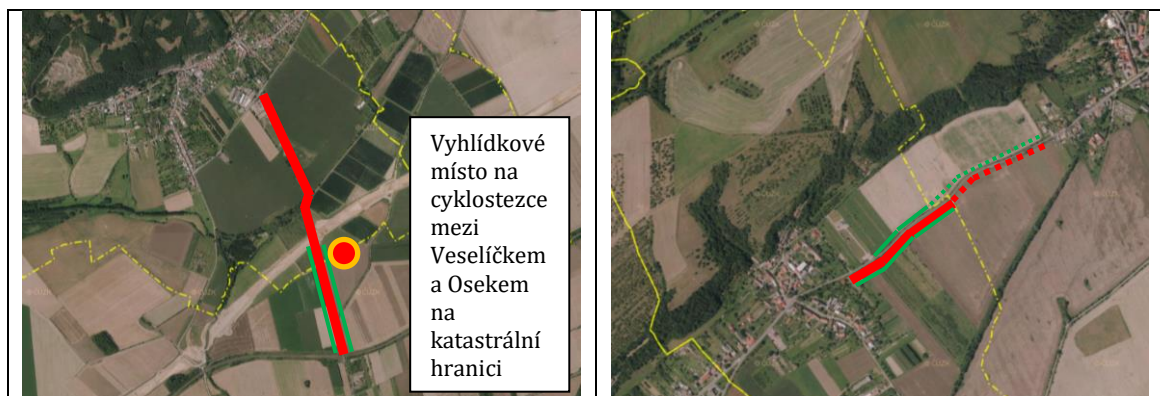 Vyhlídkové
místo na
cyklostezce
mezi
Veselíčkem
a Osekem
na
katastrální
hranici